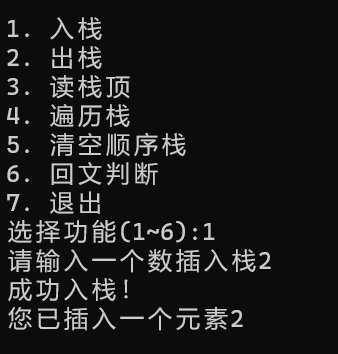 1. 入栈
2. 出栈
3. 读栈顶
4. 遍历栈
5. 清空顺序栈
6. 回文判断
7. 退出
选择功能(1~6):1
请输入一个数插入栈2
成功入栈!
您已插入一个元素2